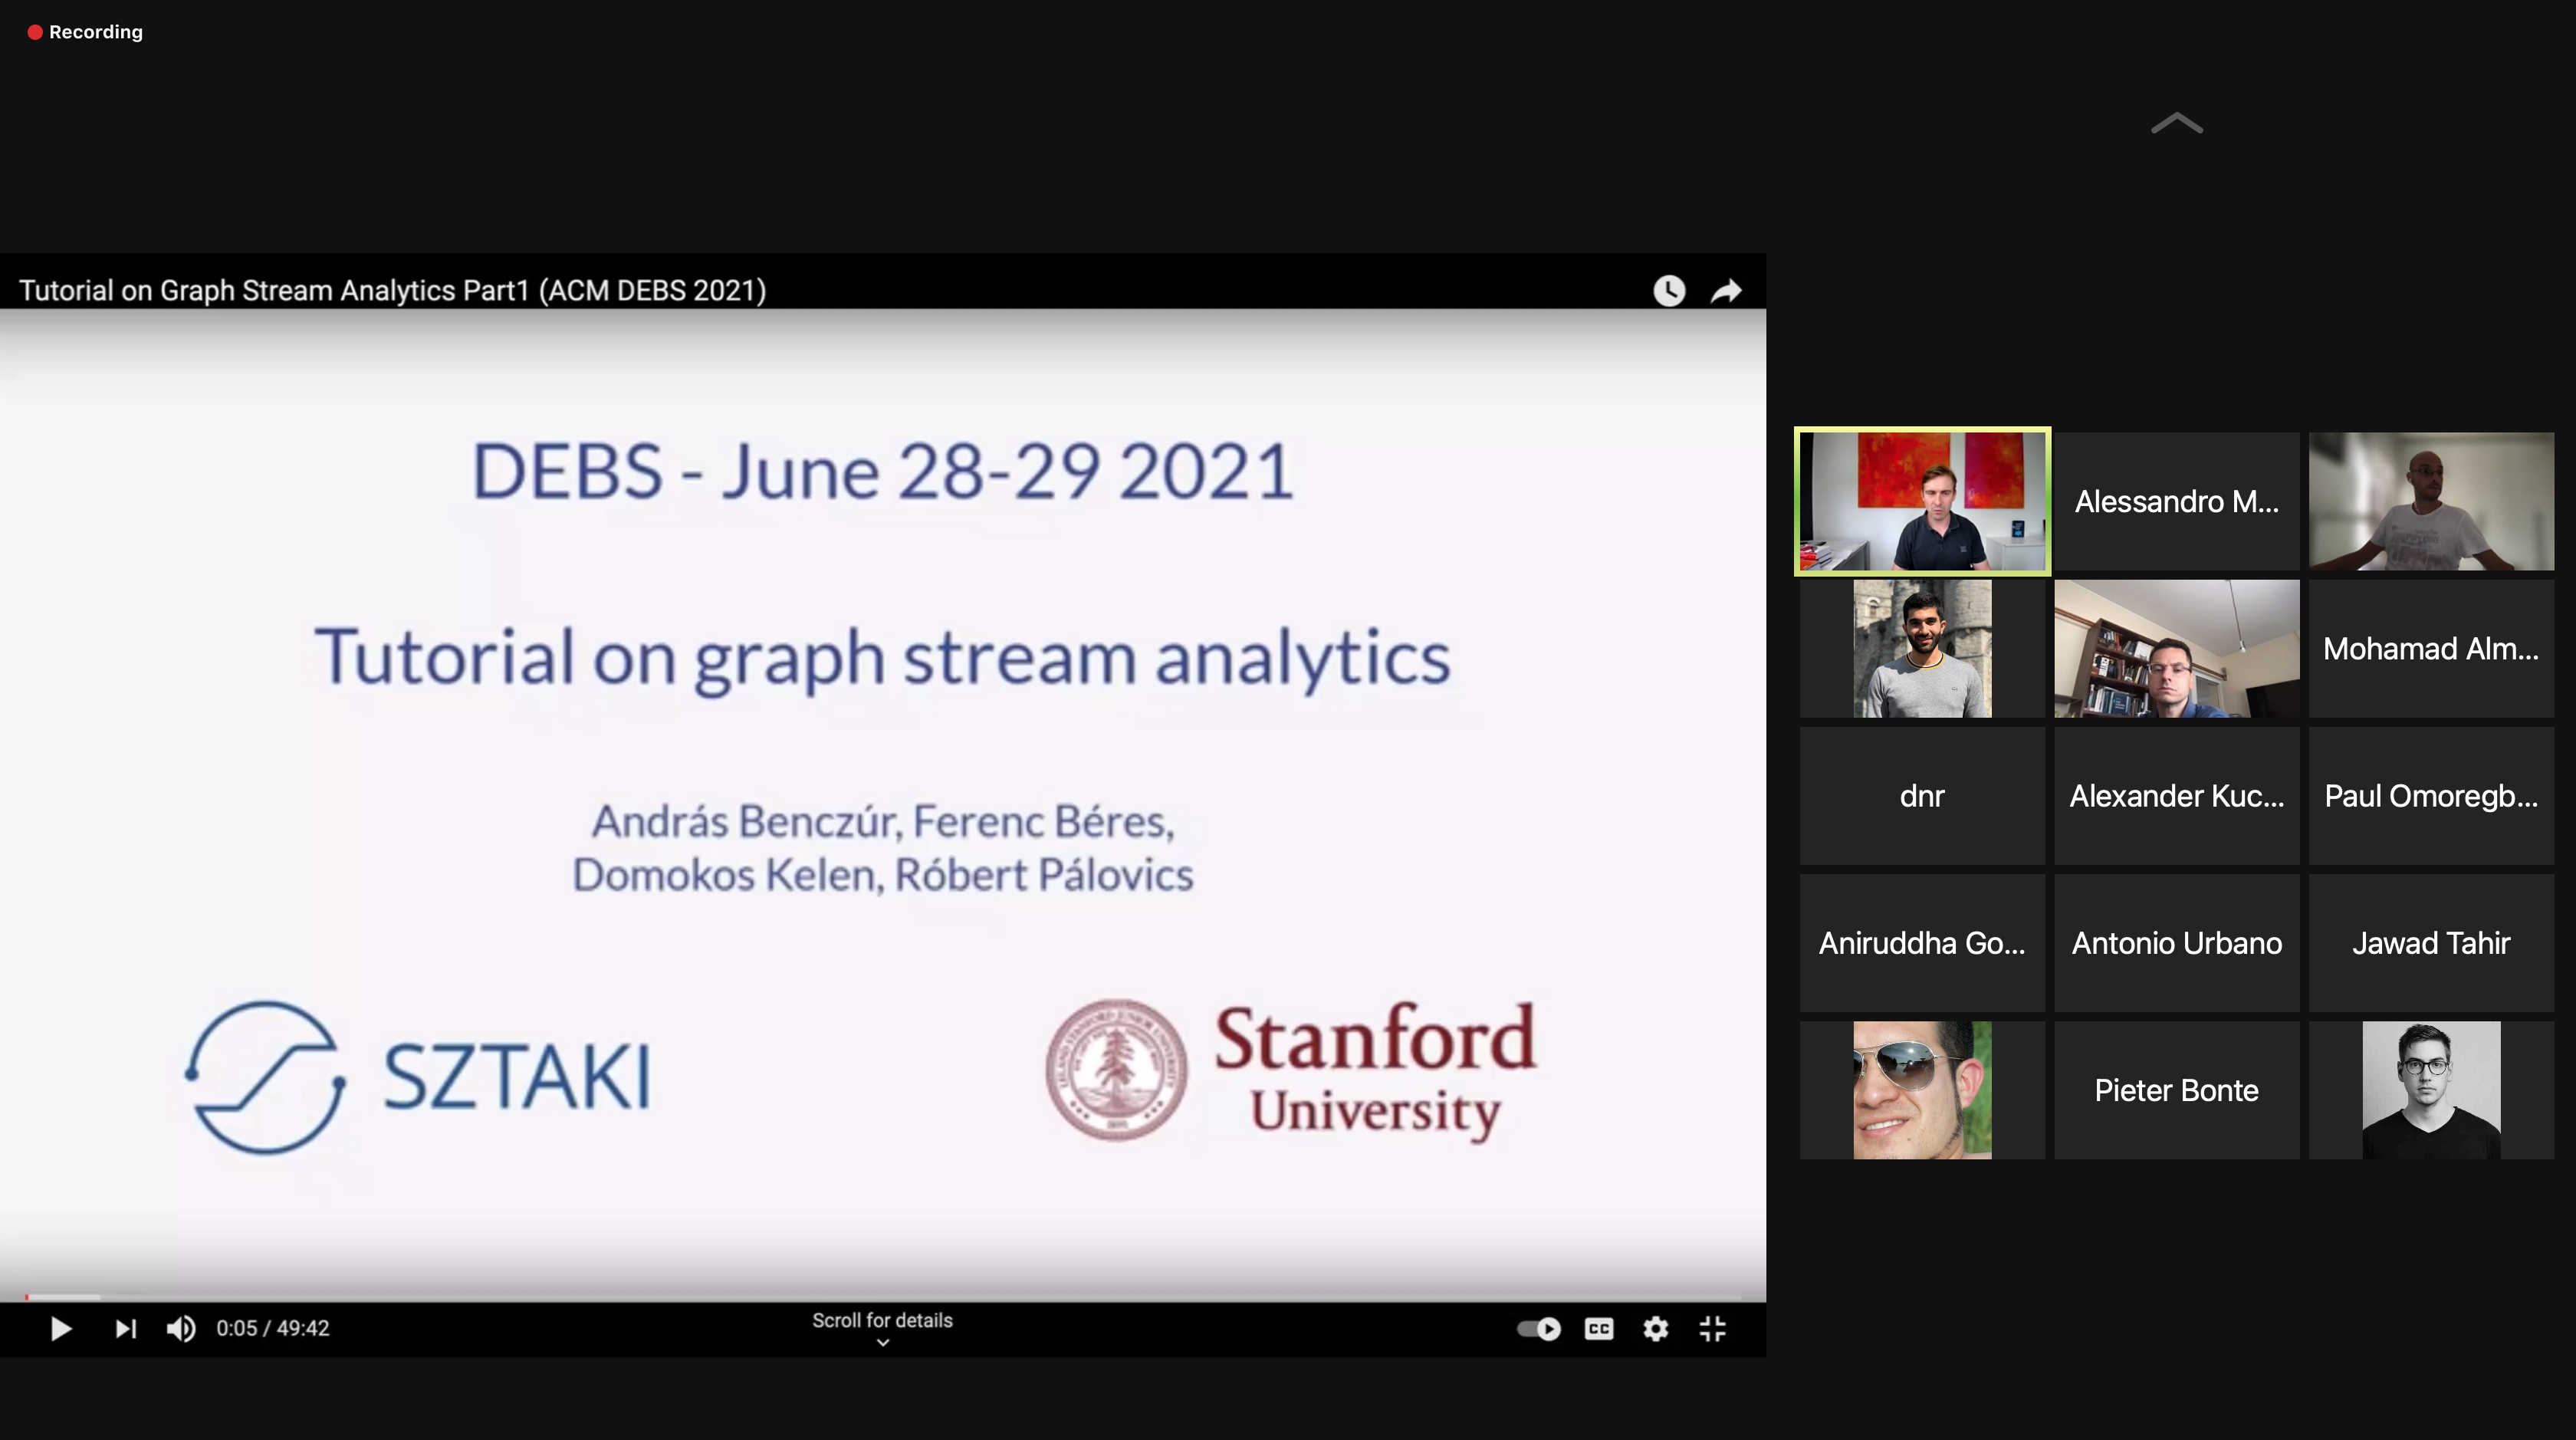 Recording
Tutorial on Graph Stream Analytics Part1 (ACM DEBS 2021)
DEBS - June 28-29 2021
Tutorial on graph stream analytics
András Benczúr, Ferenc Béres,
Domokos Kelen, Róbert Pálovics
SZTAKI
Stanford
University
0:05 / 49:42
Scroll for details
CC
Alessandro M...
Mohamad Alm...
dnr
Alexander Kuc...
Paul Omoregb...
Aniruddha Go...
Antonio Urbano
Jawad Tahir
Pieter Bonte